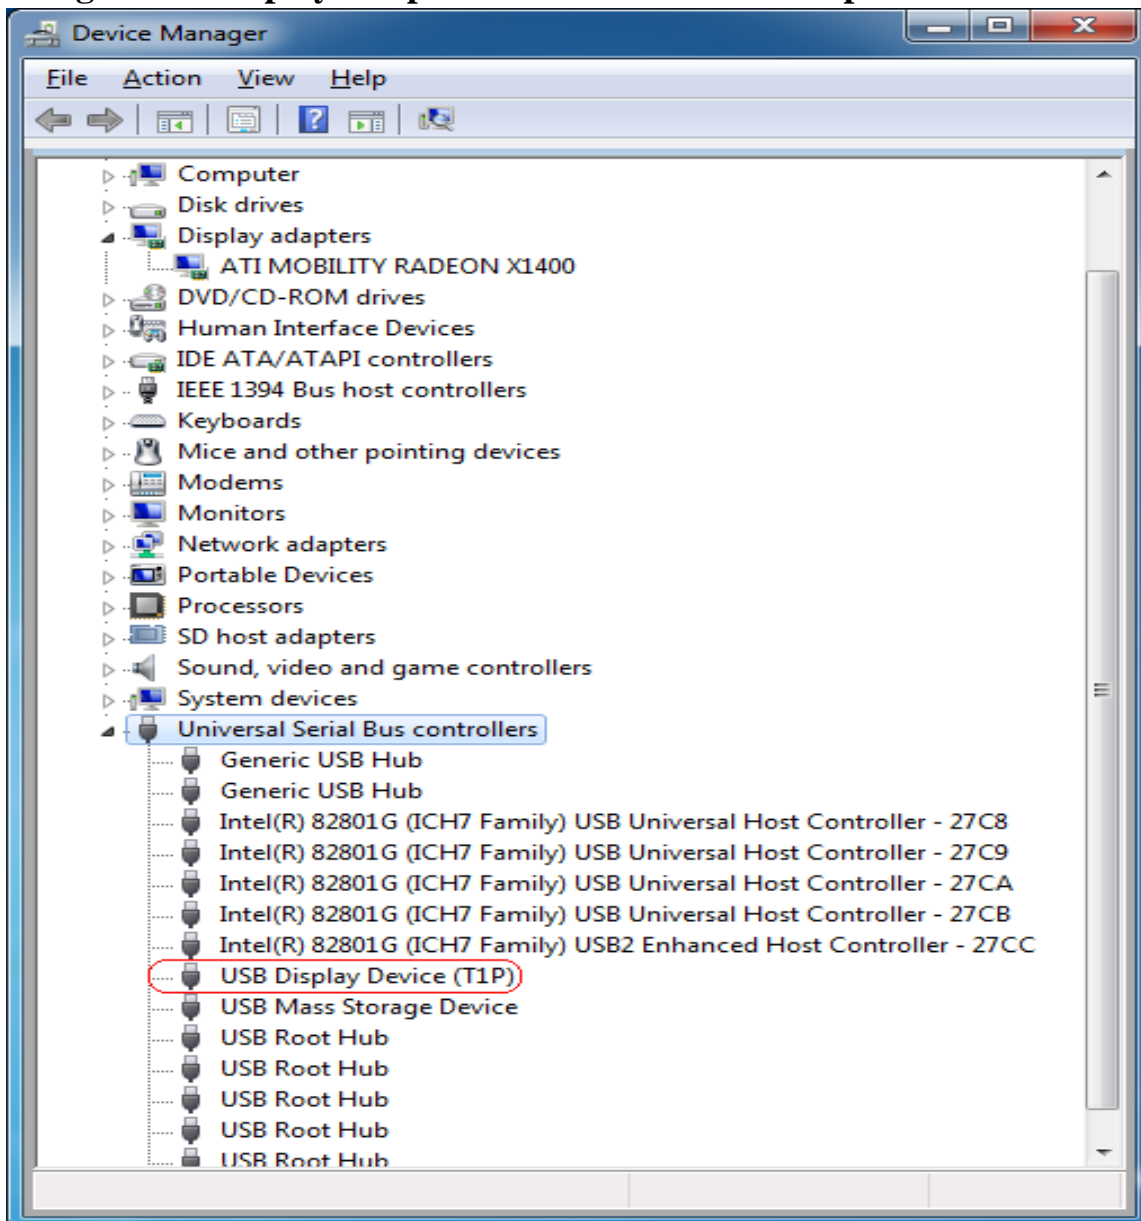 Device Manager
File Action View Help
Computer
Disk drives
Display adapters
ATI MOBILITY RADEON X1400
DVD/CD-ROM drives
Human Interface Devices
IDE ATA/ATAPI controllers
IEEE 1394 Bus host controllers
Keyboards
Mice and other pointing devices
Modems
Monitors
Network adapters
Portable Devices
Processors
SD host adapters
Sound, video and game controllers
System devices
Universal Serial Bus controllers
Generic USB Hub
Generic USB Hub
Intel(R) 82801G (ICH7 Family) USB Universal Host Controller - 27C8
Intel(R) 82801G (ICH7 Family) USB Universal Host Controller - 27C9
Intel(R) 82801G (ICH7 Family) USB Universal Host Controller - 27CA
Intel(R) 82801G (ICH7 Family) USB Universal Host Controller - 27CB
Intel(R) 82801G (ICH7 Family) USB2 Enhanced Host Controller - 27CC
USB Display Device (T1P)
USB Mass Storage Device
USB Root Hub
USB Root Hub
USB Root Hub
USB Root Hub
USB Root Hub